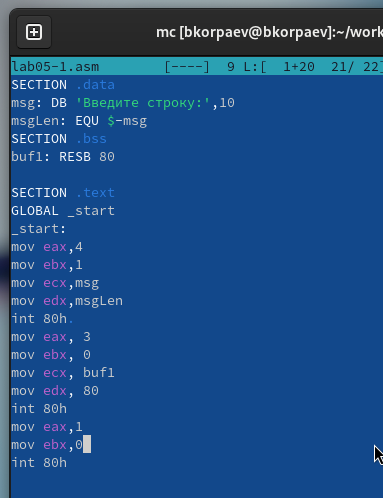 mc [bkorpaev@bkorpaev]:~/work
lab05-1.asm [----] 9 L:[ 1+20 21/ 22]
SECTION .data
msg: DB 'Введите строку:',10
msgLen: EQU $-msg
SECTION .bss
buf1: RESB 80
SECTION .text
GLOBAL _start
_start:
mov eax,4
mov ebx,1
mov ecx,msg
mov edx,msgLen
int 80h.
mov eax, 3
mov ebx, 0
mov ecx, buf1
mov edx, 80
int 80h
mov eax,1
mov ebx,0
int 80h